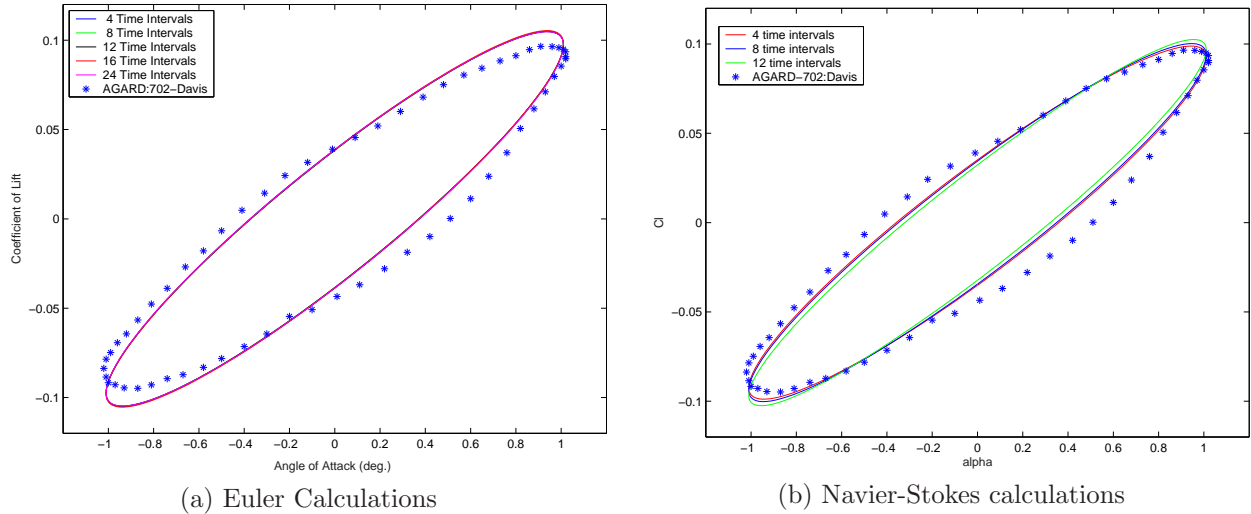 4 Time Intervals
8 Time Intervals
12 Time Intervals
16 Time Intervals
24 Time Intervals
AGARD:702−Davis
0.1
0.05
0
−0.05
−0.1
Coefficient of Lift
−1 −0.8 −0.6 −0.4 −0.2 0 0.2 0.4 0.6 0.8 1
Angle of Attack (deg.)
(a) Euler Calculations
4 time intervals
8 time intervals
12 time intervals
AGARD−702:Davis
0.1
0.05
0
−0.05
−0.1
Cl
−1 −0.8 −0.6 −0.4 −0.2 0 0.2 0.4 0.6 0.8 1
alpha
(b) Navier-Stokes calculations